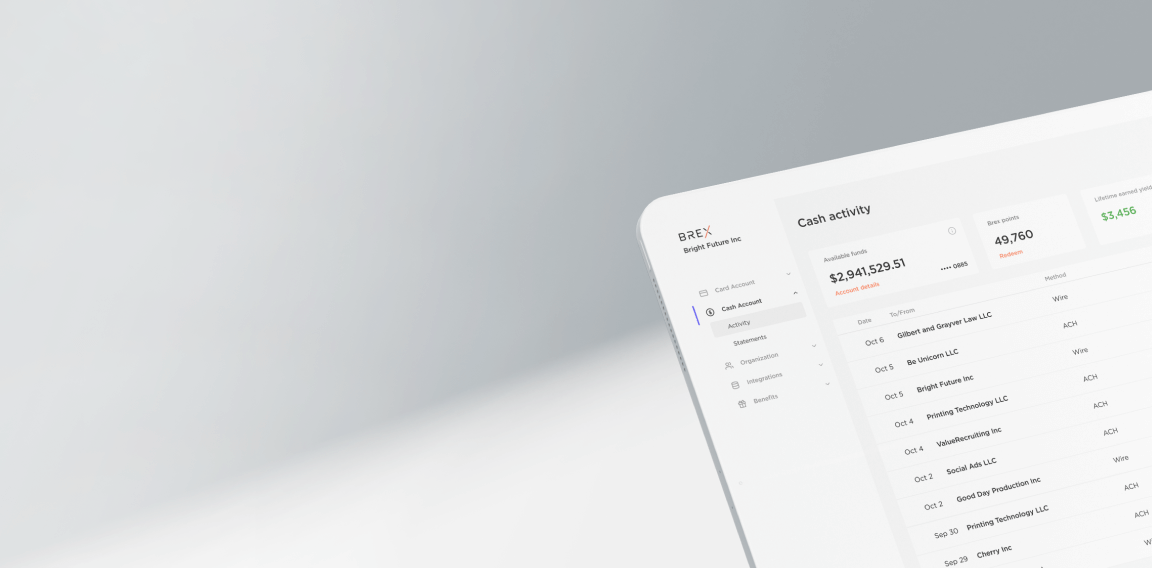 BREX
Bright Future Inc
Card Account
Cash Account
Activity
Statements
Organization
Integrations
Benefits
Cash activity
Available funds
$2,941,529.51
•••• 0885
Account details
Brex points
49,760
Redeem
Lifetime earned yield
$3,456
Date To/From Method
Oct 6 Gilbert and Grayver Law LLC Wire
Oct 5 Be Unicorn LLC ACH
Oct 5 Bright Future Inc Wire
Oct 4 Printing Technology LLC ACH
Oct 4 ValueRecruiting Inc ACH
Oct 2 Social Ads LLC ACH
Oct 2 Good Day Production Inc Wire
Sep 30 Printing Technology LLC ACH
Sep 29 Cherry Inc ACH